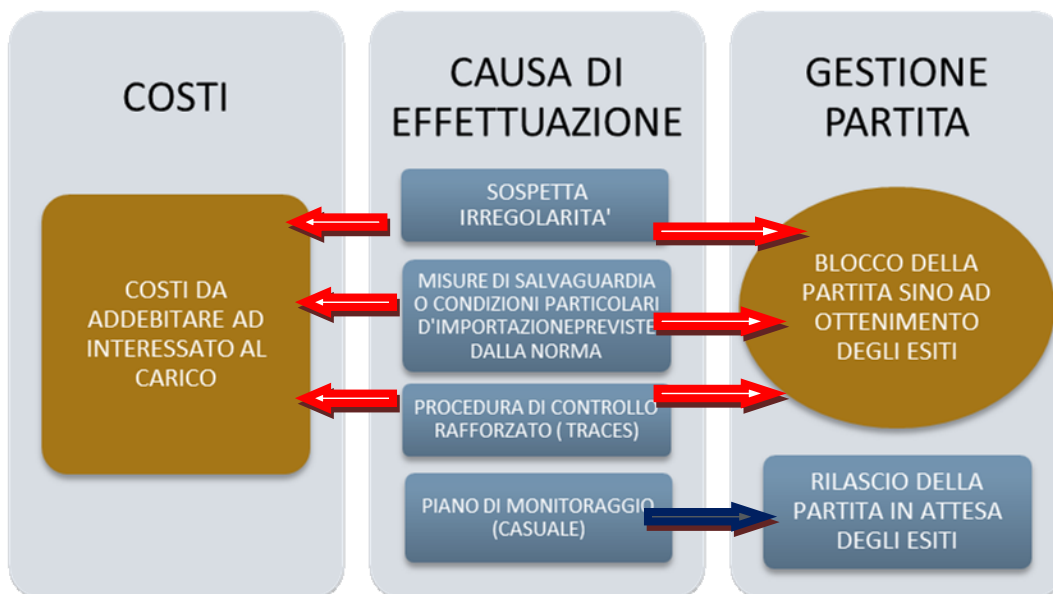 COSTI
COSTI DA
ADDEBITARE AD
INTERESSATO AL
CARICO
CAUSA DI
EFFETTUAZIONE
SOSPETTA
IRREGOLARITA'
MISURE DI SALVAGUARDIA
O CONDIZIONI PARTICOLARI
D'IMPORTAZIONEPREVISTE
DALLA NORMA
PROCEDURA DI CONTROLLO
RAFFORZATO ( TRACES)
PIANO DI MONITORAGGIO
(CASUALE)
GESTIONE
PARTITA
BLOCCO DELLA
PARTITA SINO AD
OTTENIMENTO
DEGLI ESITI
RILASCIO DELLA
PARTITA IN ATTESA
DEGLI ESITI